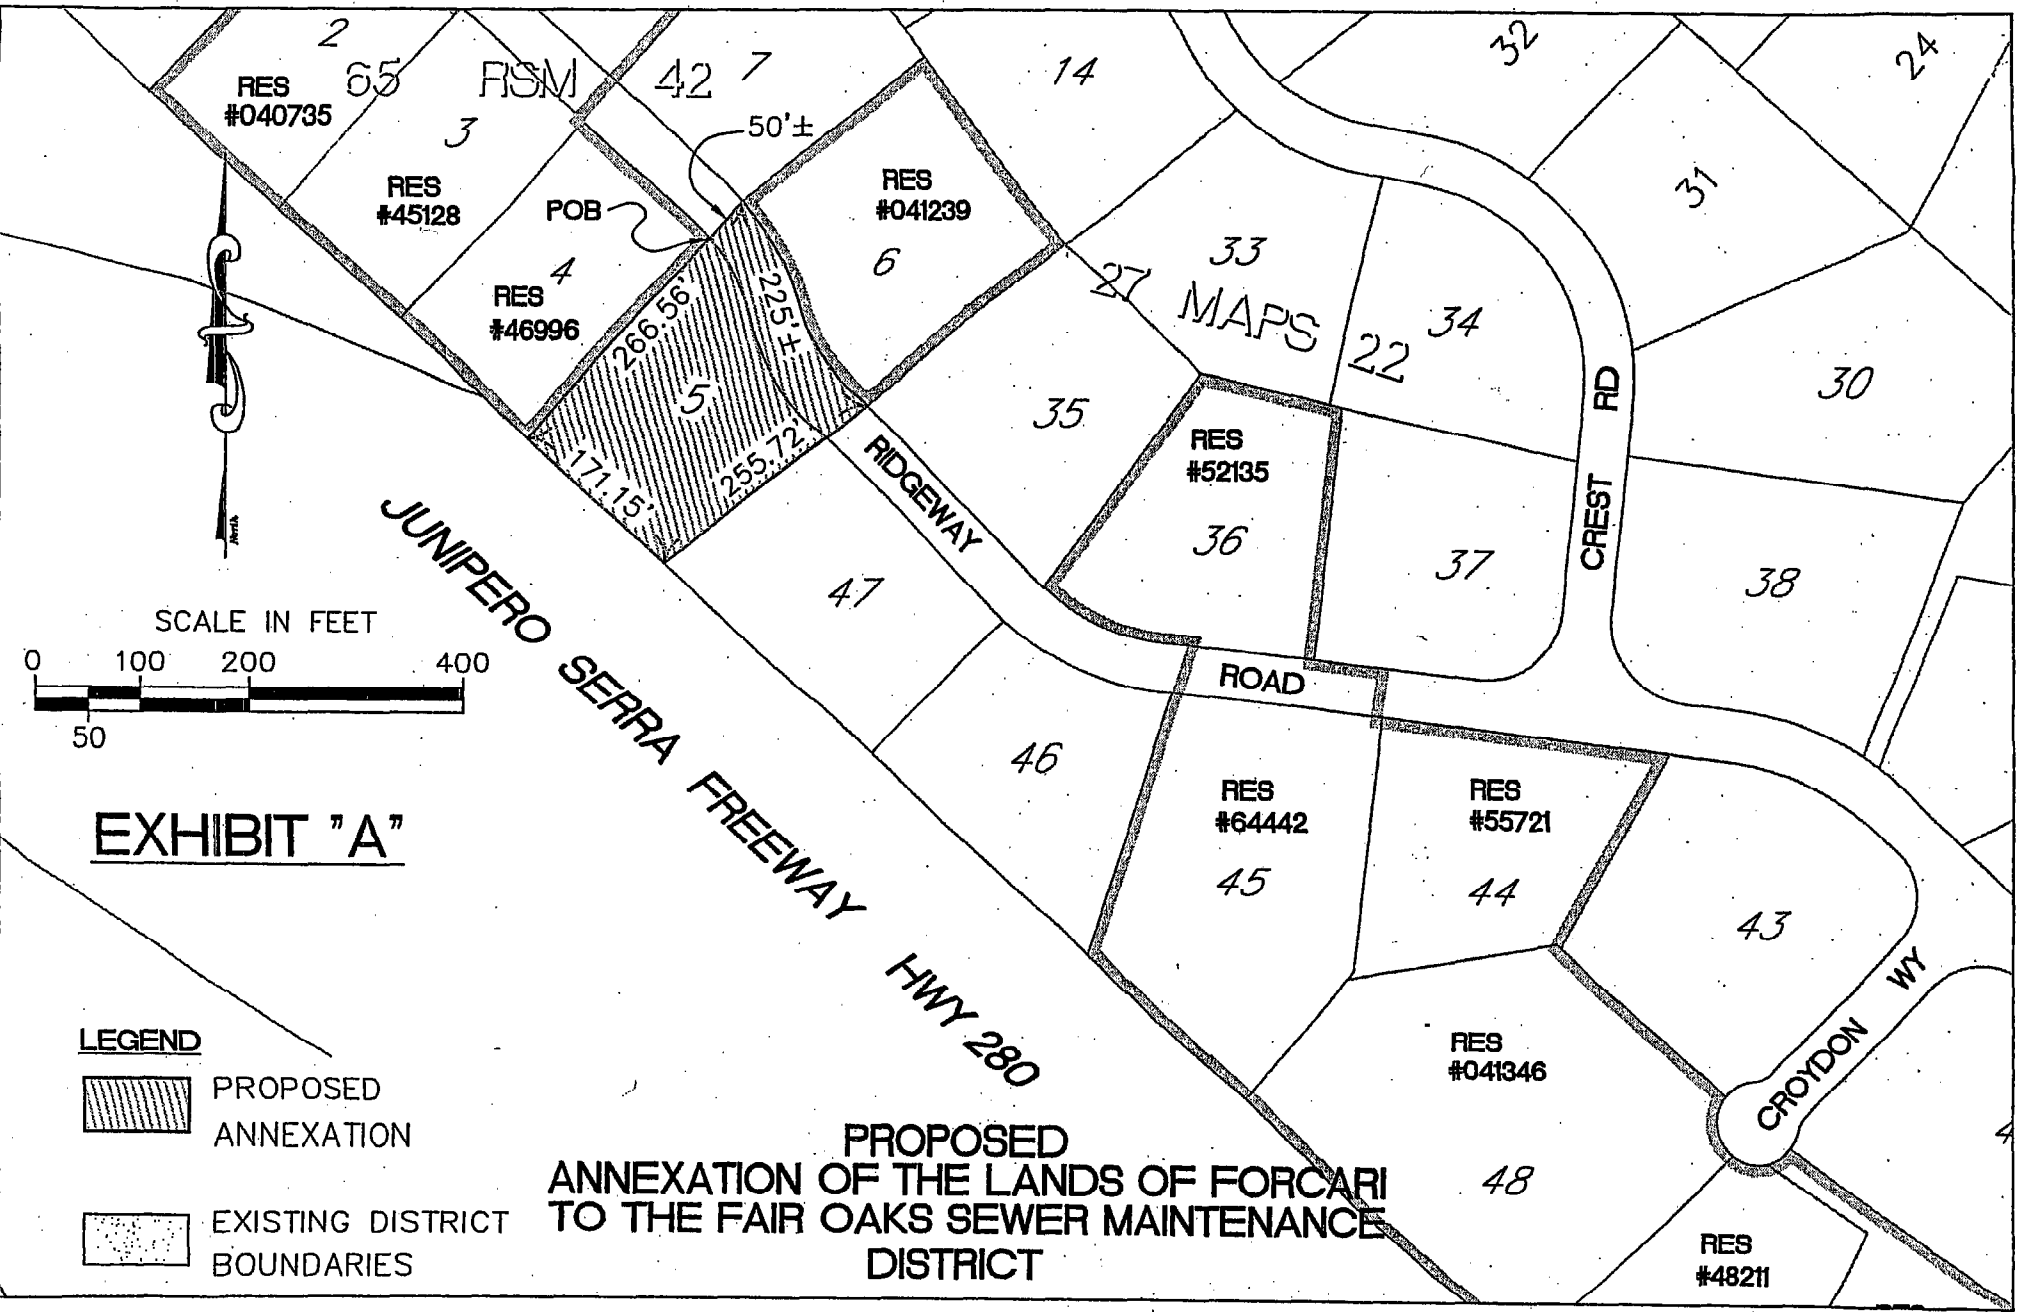 2
65 RSM 42
7
14
32
24
RES
#040735
3
50'±
RES
#45128
POB
RES
#041239
31
4
6
33
27 MAPS 22
34
RES
#46996
266.56'
225'±
5
35
RD
30
171.15'
255.72'
RIDGEWAY
RES
#52135
36
CREST
37
38
North
JUNIPERO SERRA FREEWAY HWY 280
47
SCALE IN FEET
0 100 200 400
50
ROAD
46
EXHIBIT "A"
RES
#64442
45
RES
#55721
44
43
CROYDON WY
LEGEND
PROPOSED
ANNEXATION
EXISTING DISTRICT
BOUNDARIES
RES
#041346
48
4
RES
#48211
PROPOSED
ANNEXATION OF THE LANDS OF FORCARI
TO THE FAIR OAKS SEWER MAINTENANCE
DISTRICT